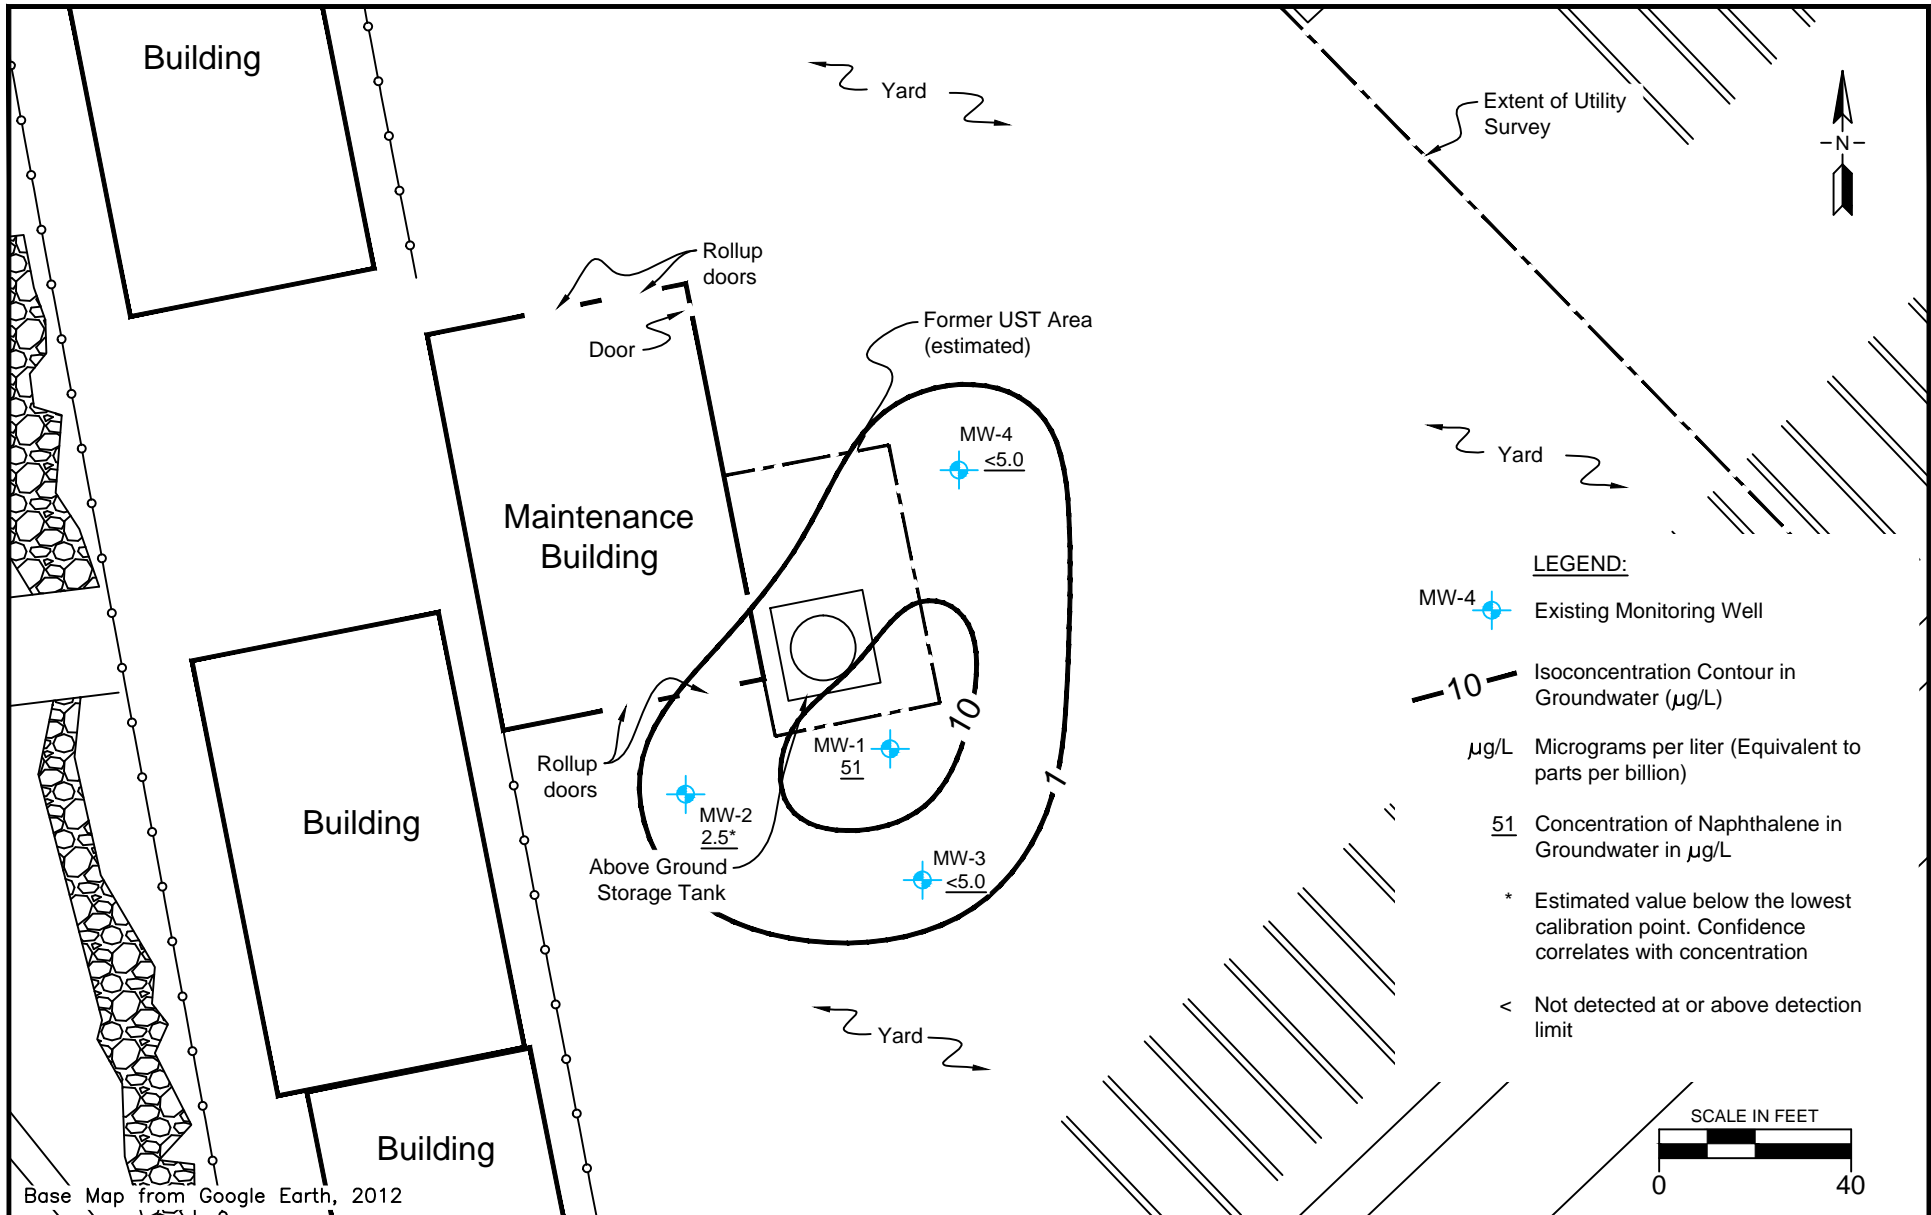 Building
Yard
Extent of Utility
Survey
N
Rollup
doors
Door
Former UST Area
(estimated)
MW-4
<5.0
Yard
Maintenance
Building
LEGEND:
MW-4
Existing Monitoring Well
10
Isoconcentration Contour in
Groundwater (µg/L)
µg/L
Micrograms per liter (Equivalent to
parts per billion)
51
Concentration of Naphthalene in
Groundwater in µg/L
*
Estimated value below the lowest
calibration point. Confidence
correlates with concentration
<
Not detected at or above detection
limit
10
MW-1
51
1
Rollup
doors
MW-2
2.5*
Building
Above Ground
Storage Tank
MW-3
<5.0
Yard
Building
SCALE IN FEET
0 40
Base Map from Google Earth, 2012